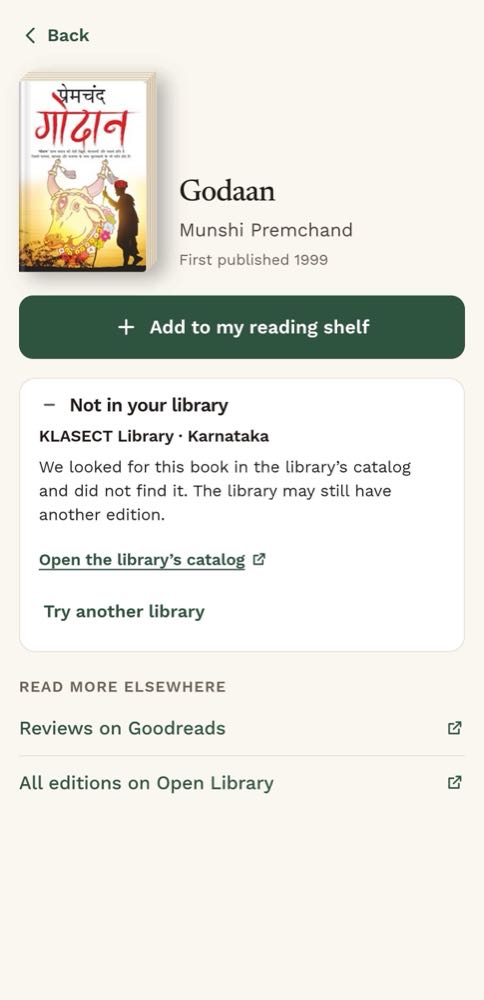 Back
प्रेमचंद
गोदान
Godaan
Munshi Premchand
First published 1999
Add to my reading shelf
Not in your library
KLASECT Library · Karnataka
We looked for this book in the library’s catalog
and did not find it. The library may still have
another edition.
Open the library’s catalog
Try another library
READ MORE ELSEWHERE
Reviews on Goodreads
All editions on Open Library